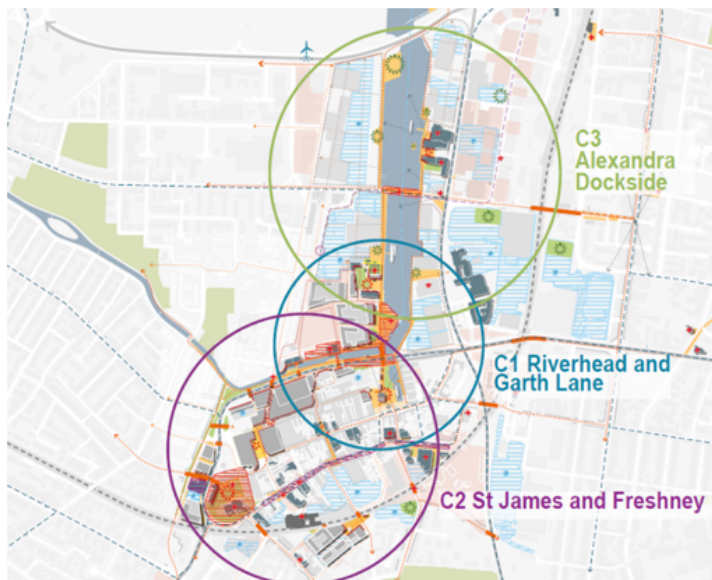 C3
Alexandra
Dockside
C1 Riverhead and
Garth Lane
C2 St James and Freshney